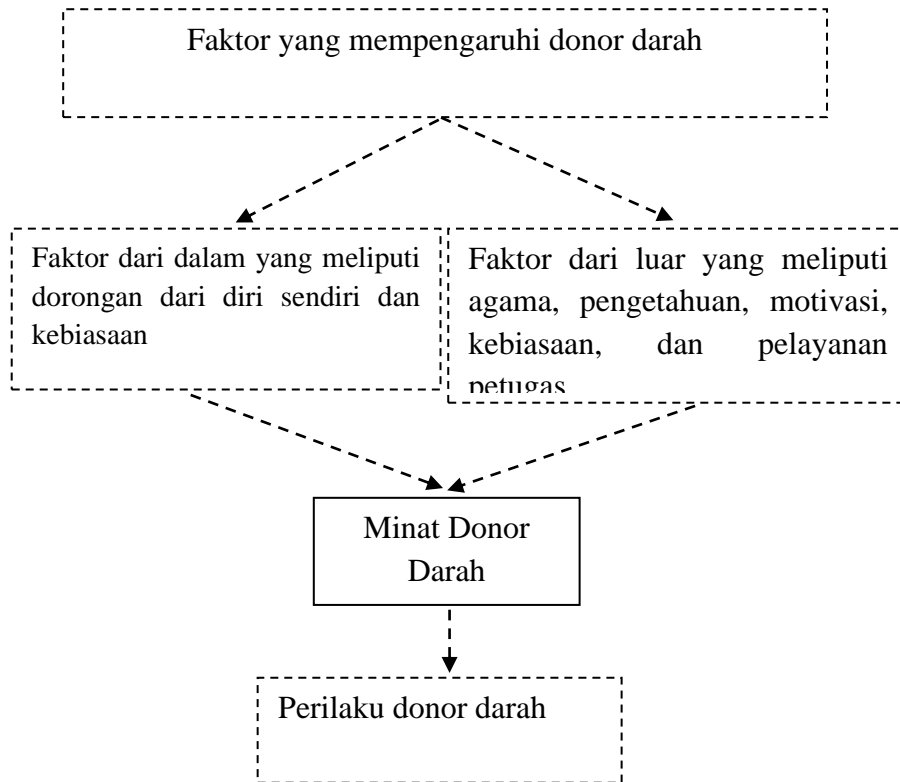 Faktor yang mempengaruhi donor darah
Faktor dari dalam yang meliputi
dorongan dari diri sendiri dan
kebiasaan
Faktor dari luar yang meliputi
agama, pengetahuan, motivasi,
kebiasaan, dan pelayanan
petugas
Minat Donor
Darah
Perilaku donor darah